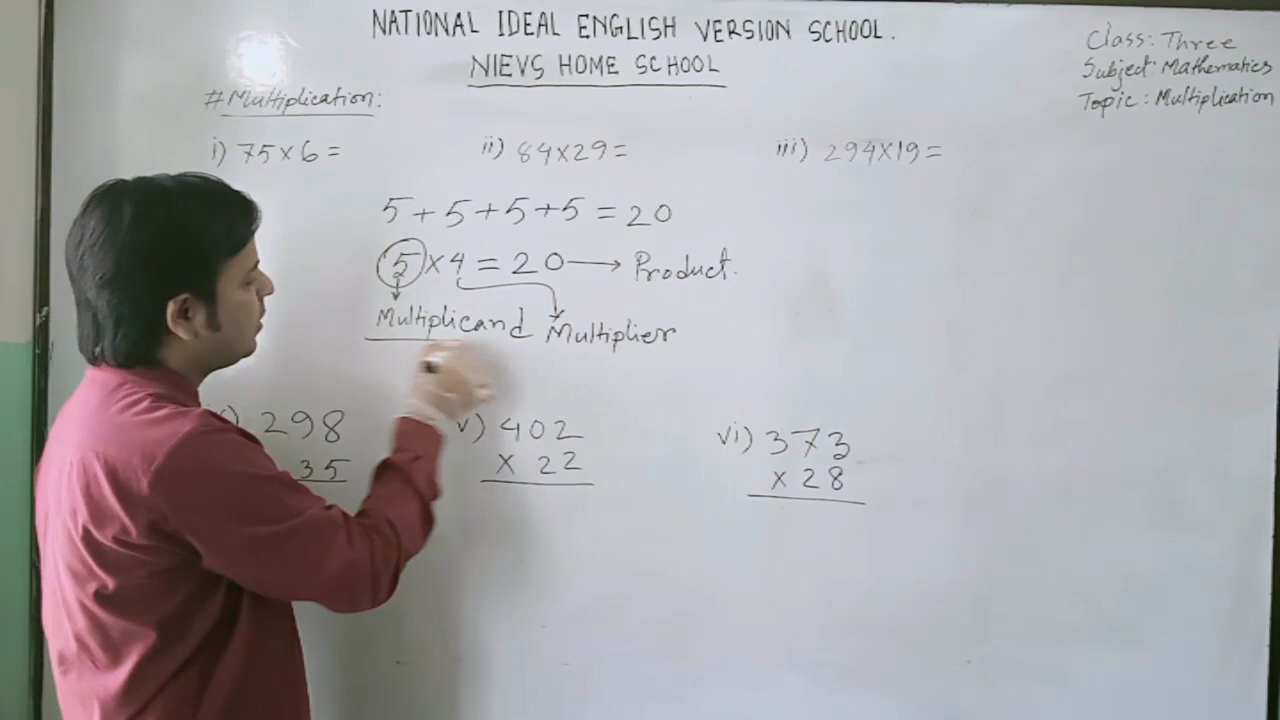 NATIONAL IDEAL ENGLISH VERSION SCHOOL.
NIEVS HOME SCHOOL
Class: Three
Subject: Mathematics
Topic: Multiplication
#Multiplication:
i) 75×6=
ii) 84×29=
iii) 294×19=
5+5+5+5=20
5×4=20→Product.
Multiplicand Multiplier
298
35
v) 402
×22
vi) 373
×28